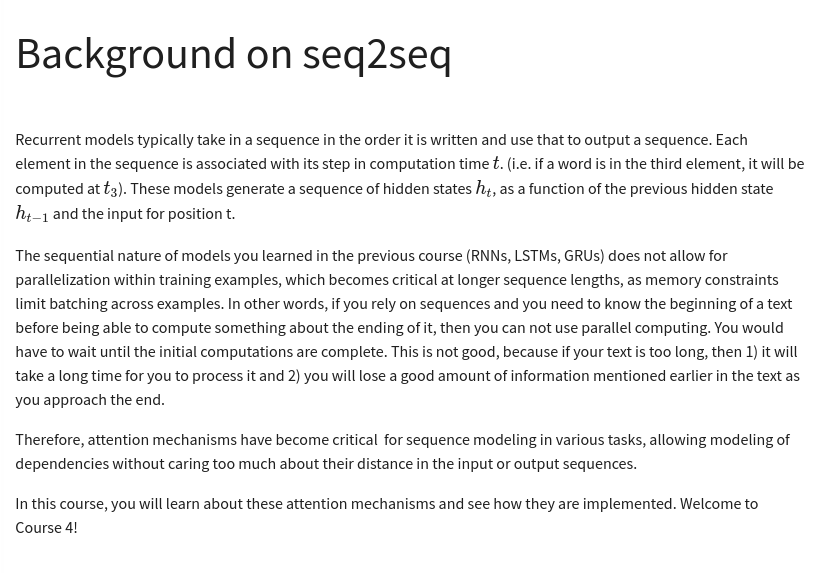 Background on seq2seq
Recurrent models typically take in a sequence in the order it is written and use that to output a sequence. Each
element in the sequence is associated with its step in computation time t. (i.e. if a word is in the third element, it will be
computed at t₃). These models generate a sequence of hidden states hₜ, as a function of the previous hidden state
hₜ₋₁ and the input for position t.
The sequential nature of models you learned in the previous course (RNNs, LSTMs, GRUs) does not allow for
parallelization within training examples, which becomes critical at longer sequence lengths, as memory constraints
limit batching across examples. In other words, if you rely on sequences and you need to know the beginning of a text
before being able to compute something about the ending of it, then you can not use parallel computing. You would
have to wait until the initial computations are complete. This is not good, because if your text is too long, then 1) it will
take a long time for you to process it and 2) you will lose a good amount of information mentioned earlier in the text as
you approach the end.
Therefore, attention mechanisms have become critical  for sequence modeling in various tasks, allowing modeling of
dependencies without caring too much about their distance in the input or output sequences.
In this course, you will learn about these attention mechanisms and see how they are implemented. Welcome to
Course 4!